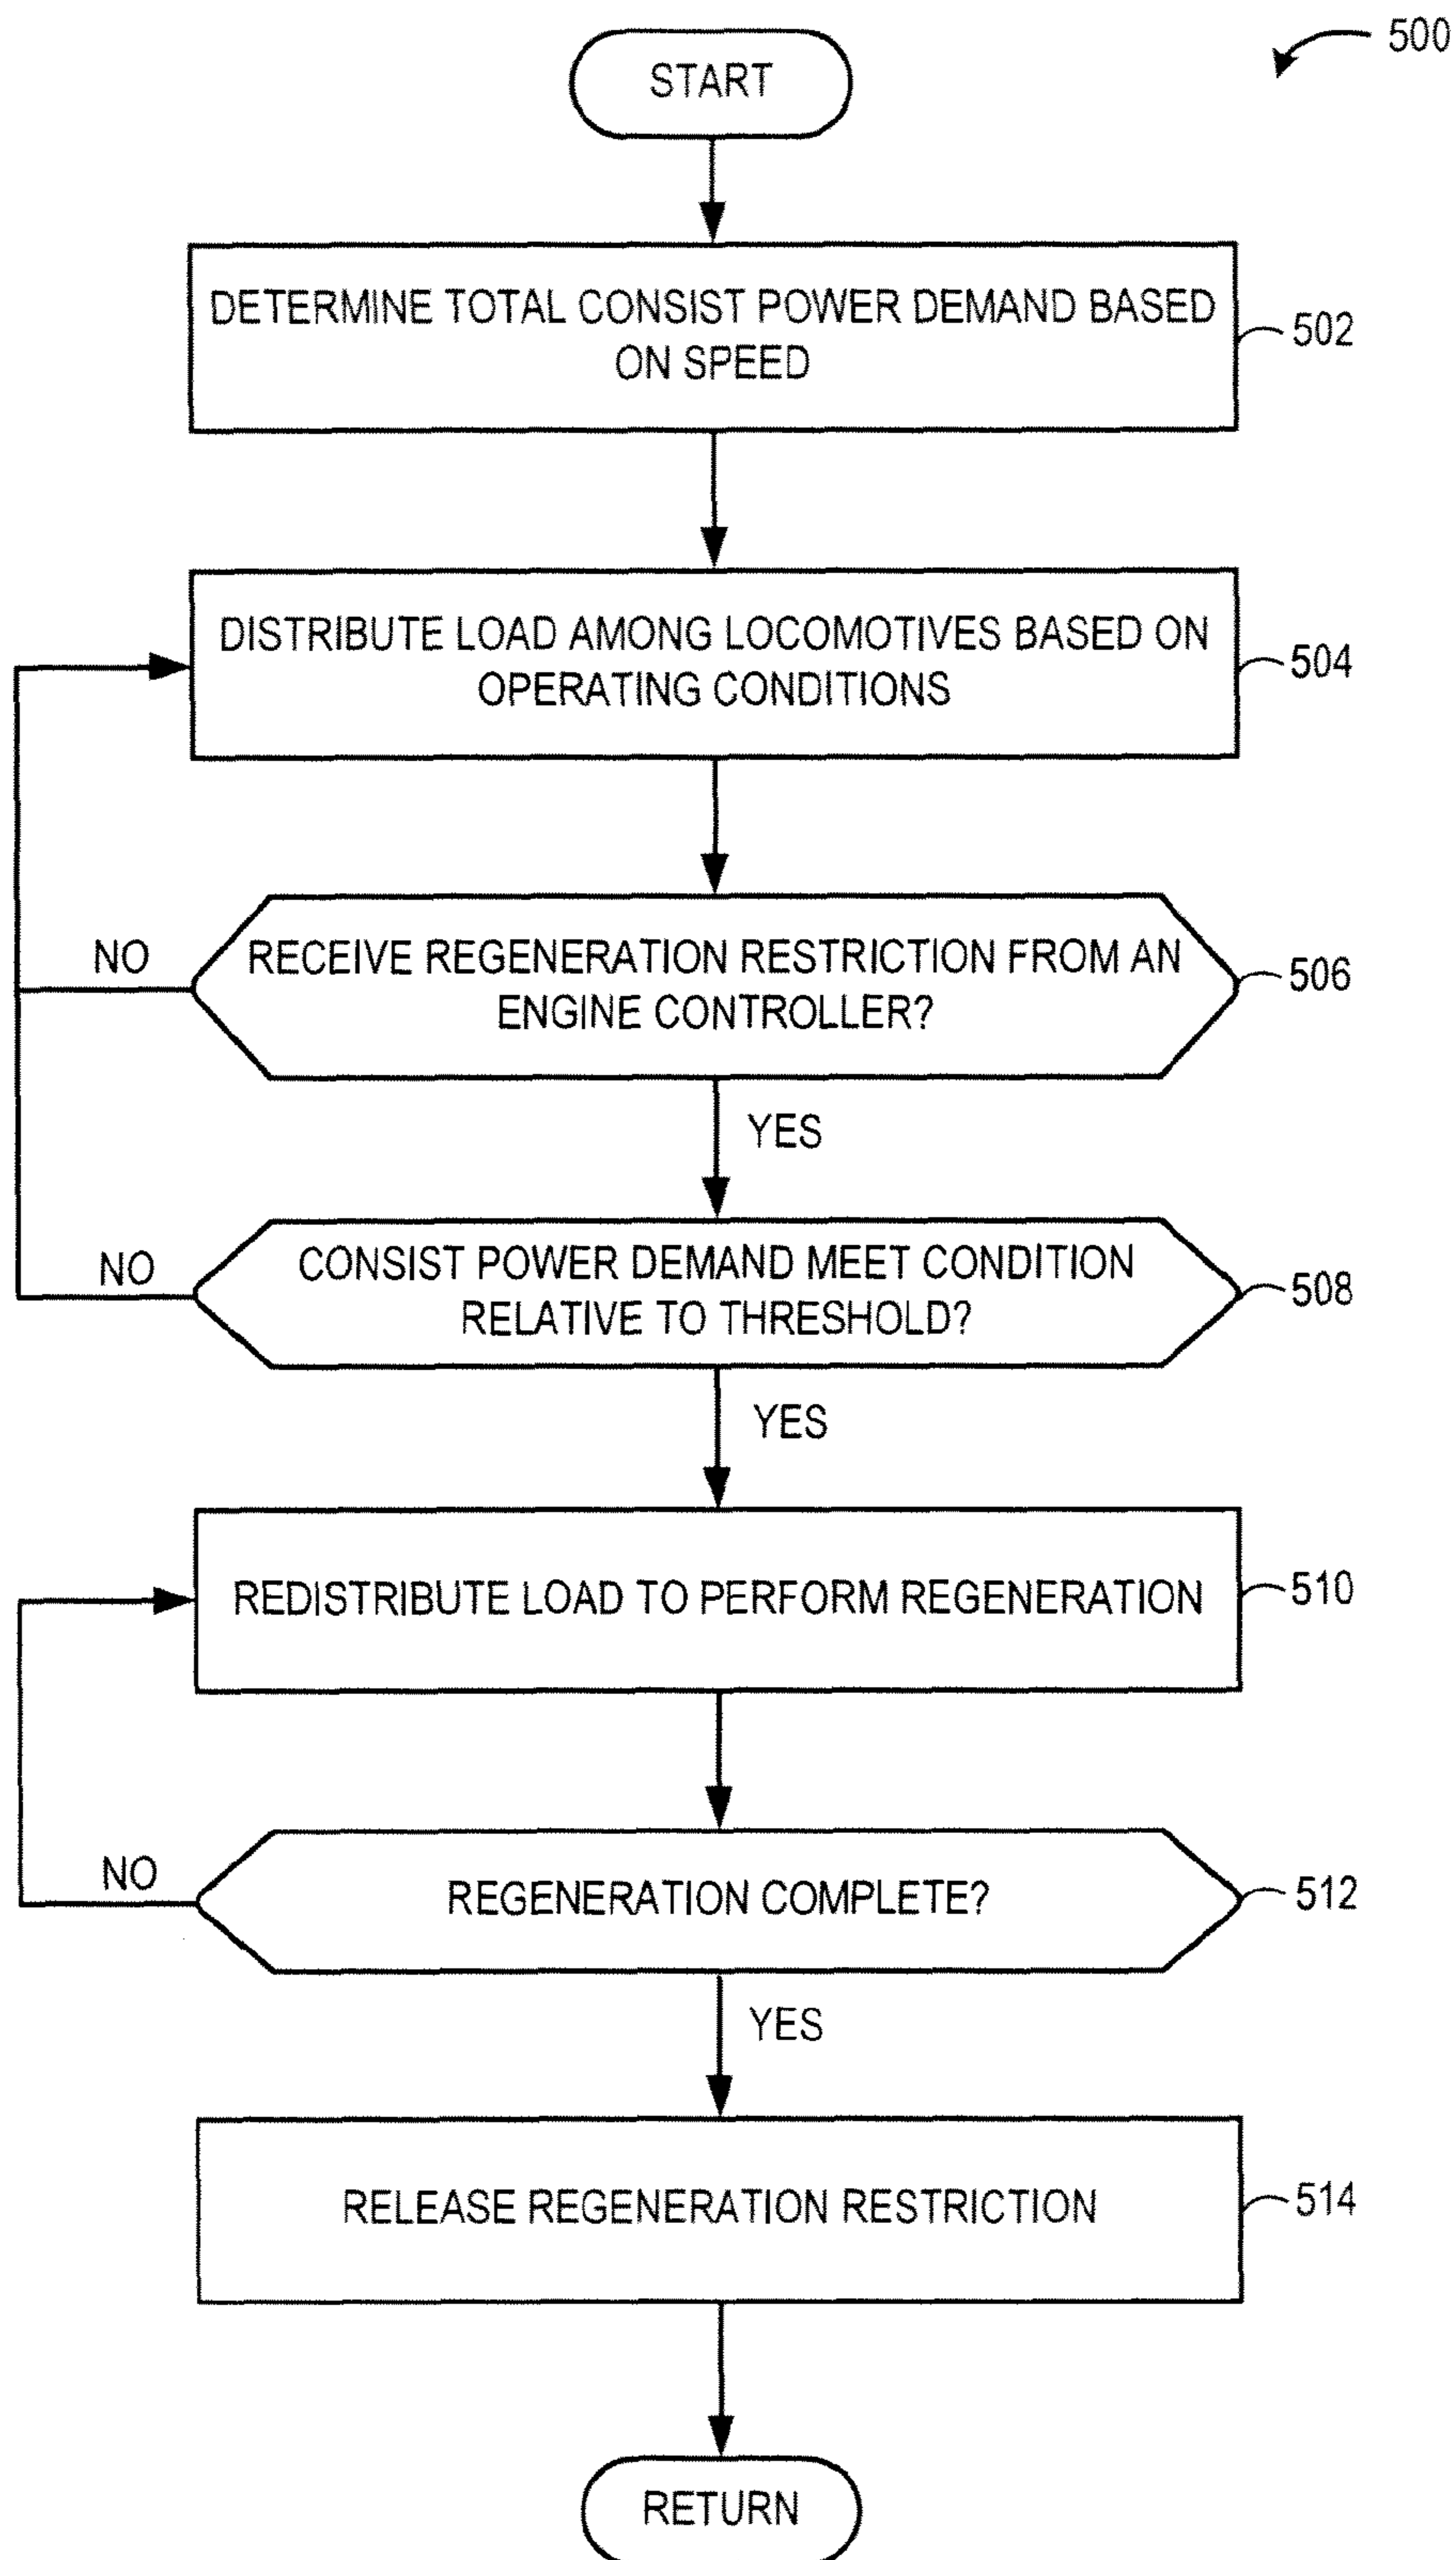 500
START
DETERMINE TOTAL CONSIST POWER DEMAND BASED
ON SPEED
502
DISTRIBUTE LOAD AMONG LOCOMOTIVES BASED ON
OPERATING CONDITIONS
504
NO
RECEIVE REGENERATION RESTRICTION FROM AN
ENGINE CONTROLLER?
506
YES
NO
CONSIST POWER DEMAND MEET CONDITION
RELATIVE TO THRESHOLD?
508
YES
REDISTRIBUTE LOAD TO PERFORM REGENERATION
510
NO
REGENERATION COMPLETE?
512
YES
RELEASE REGENERATION RESTRICTION
514
RETURN